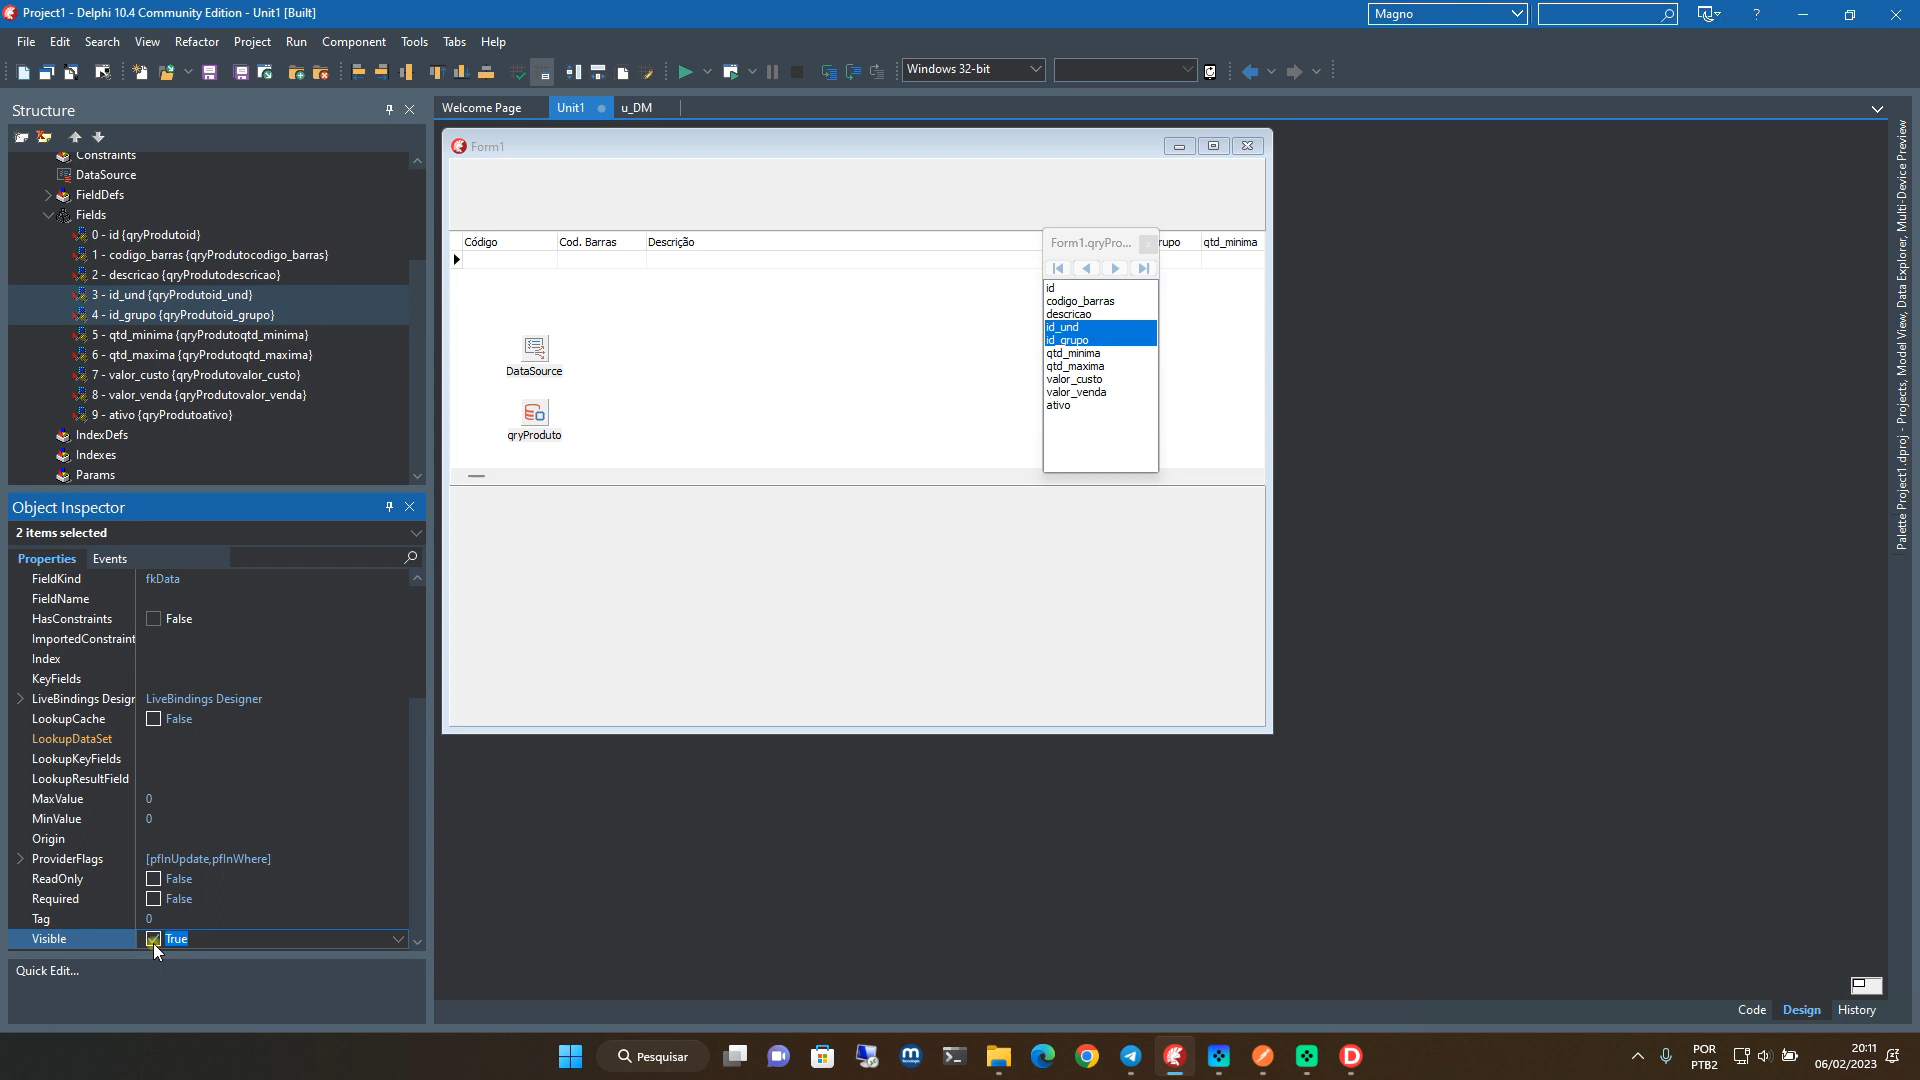 Project1 - Delphi 10.4 Community Edition - Unit1 [Built]
Magno
?
File Edit Search View Refactor Project Run Component Tools Tabs Help
Windows 32-bit
Structure
Constraints
DataSource
FieldDefs
Fields
0 - id {qryProdutoid}
1 - codigo_barras {qryProdutocodigo_barras}
2 - descricao {qryProdutodescricao}
3 - id_und {qryProdutoid_und}
4 - id_grupo {qryProdutoid_grupo}
5 - qtd_minima {qryProdutoqtd_minima}
6 - qtd_maxima {qryProdutoqtd_maxima}
7 - valor_custo {qryProdutovalor_custo}
8 - valor_venda {qryProdutovalor_venda}
9 - ativo {qryProdutoativo}
IndexDefs
Indexes
Params
Object Inspector
2 items selected
Properties Events
FieldKind fkData
FieldName
HasConstraints False
ImportedConstraint
Index
KeyFields
LiveBindings Design LiveBindings Designer
LookupCache False
LookupDataSet
LookupKeyFields
LookupResultField
MaxValue 0
MinValue 0
Origin
ProviderFlags [pfInUpdate,pfInWhere]
ReadOnly False
Required False
Tag 0
Visible True
Quick Edit...
Welcome Page Unit1 u_DM
Form1
Código Cod. Barras Descrição rupo qtd_minima
DataSource
qryProduto
Form1.qryPro...
id
codigo_barras
descricao
id_und
id_grupo
qtd_minima
qtd_maxima
valor_custo
valor_venda
ativo
Palette Project1.dproj - Projects, Model View, Data Explorer, Multi-Device Preview
Code Design History
Pesquisar
POR
PTB2
20:11
06/02/2023